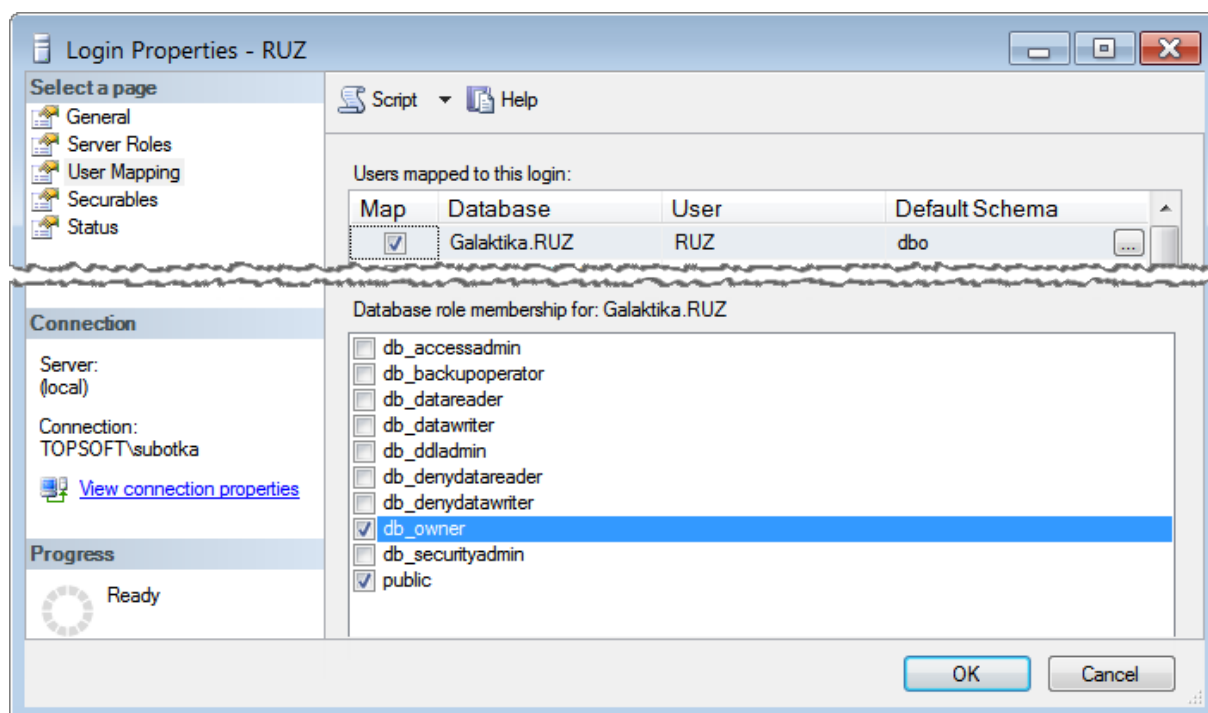 Login Properties - RUZ
Select a page
General
Server Roles
User Mapping
Securables
Status
Script
Help
Users mapped to this login:
Map Database User Default Schema
Galaktika.RUZ RUZ dbo ...
Connection
Server:
(local)
Connection:
TOPSOFT\subotka
View connection properties
Progress
Ready
Database role membership for: Galaktika.RUZ
db_accessadmin
db_backupoperator
db_datareader
db_datawriter
db_ddladmin
db_denydatareader
db_denydatawriter
db_owner
db_securityadmin
public
OK Cancel